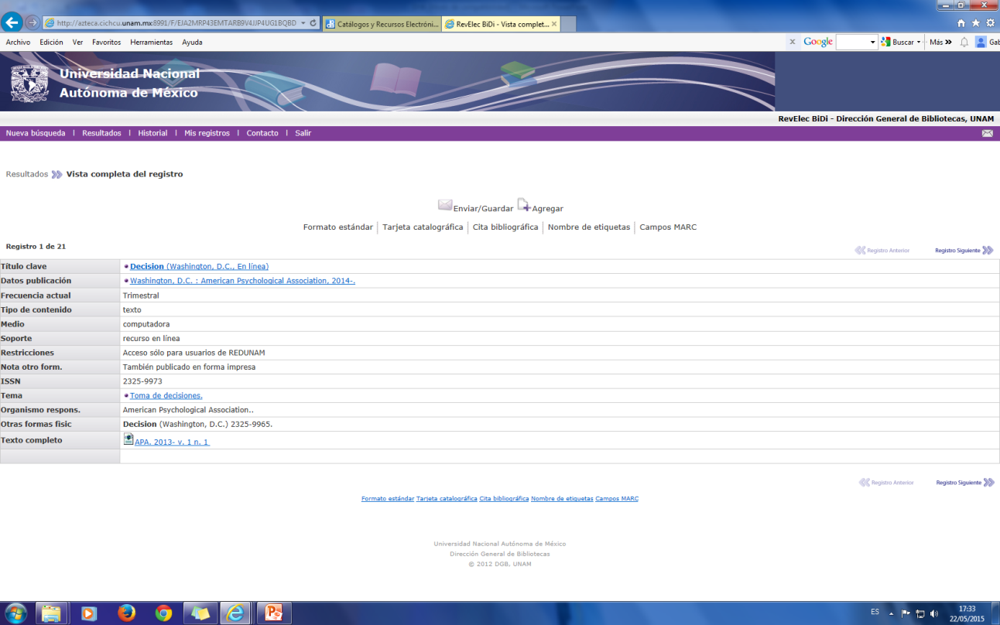 http://azteca.cichcu.unam.mx:8991/F/EJA2MRP43EMTARB9V4JJP4UG1BQBD
Catálogos y Recursos Electróni...
RevElec BiDi - Vista complet...
Archivo Edición Ver Favoritos Herramientas Ayuda
x Google Buscar Más » Gab
Universidad Nacional
Autónoma de México
RevElec BiDi - Dirección General de Bibliotecas, UNAM
Nueva búsqueda | Resultados | Historial | Mis registros | Contacto | Salir
Resultados Vista completa del registro
Enviar/Guardar Agregar
Formato estándar | Tarjeta catalográfica | Cita bibliográfica | Nombre de etiquetas | Campos MARC
Registro 1 de 21
Registro Anterior Registro Siguiente
Título clave Decision (Washington, D.C., En línea)
Datos publicación Washington, D.C. : American Psychological Association, 2014-.
Frecuencia actual Trimestral
Tipo de contenido texto
Medio computadora
Soporte recurso en línea
Restricciones Acceso sólo para usuarios de REDUNAM
Nota otro form. También publicado en forma impresa
ISSN 2325-9973
Tema Toma de decisiones.
Organismo respons. American Psychological Association..
Otras formas fisic Decision (Washington, D.C.) 2325-9965.
Texto completo APA. 2013- v. 1 n. 1
Registro Anterior Registro Siguiente
Formato estándar Tarjeta catalográfica Cita bibliográfica Nombre de etiquetas Campos MARC
Universidad Nacional Autónoma de México
Dirección General de Bibliotecas
© 2012 DGB, UNAM
ES
17:33
22/05/2015